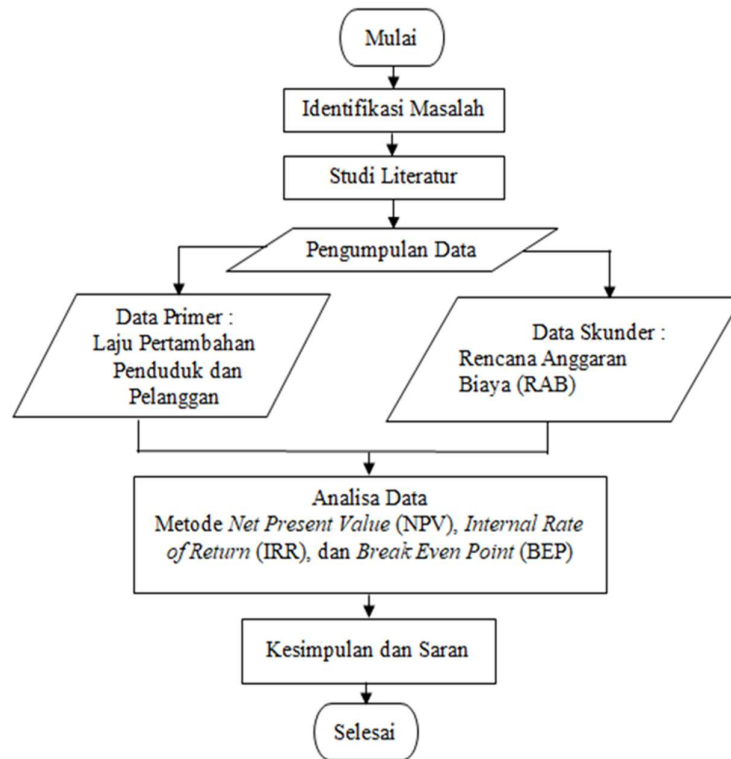 Mulai
Identifikasi Masalah
Studi Literatur
Pengumpulan Data
Data Primer :
Laju Pertambahan
Penduduk dan
Pelanggan
Data Skunder :
Rencana Anggaran
Biaya (RAB)
Analisa Data
Metode Net Present Value (NPV), Internal Rate
of Return (IRR), dan Break Even Point (BEP)
Kesimpulan dan Saran
Selesai